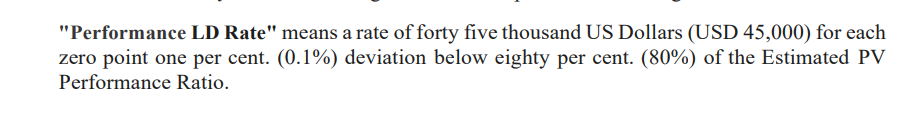 "Performance LD Rate" means a rate of forty five thousand US Dollars (USD 45,000) for each
zero point one per cent. (0.1%) deviation below eighty per cent. (80%) of the Estimated PV
Performance Ratio.